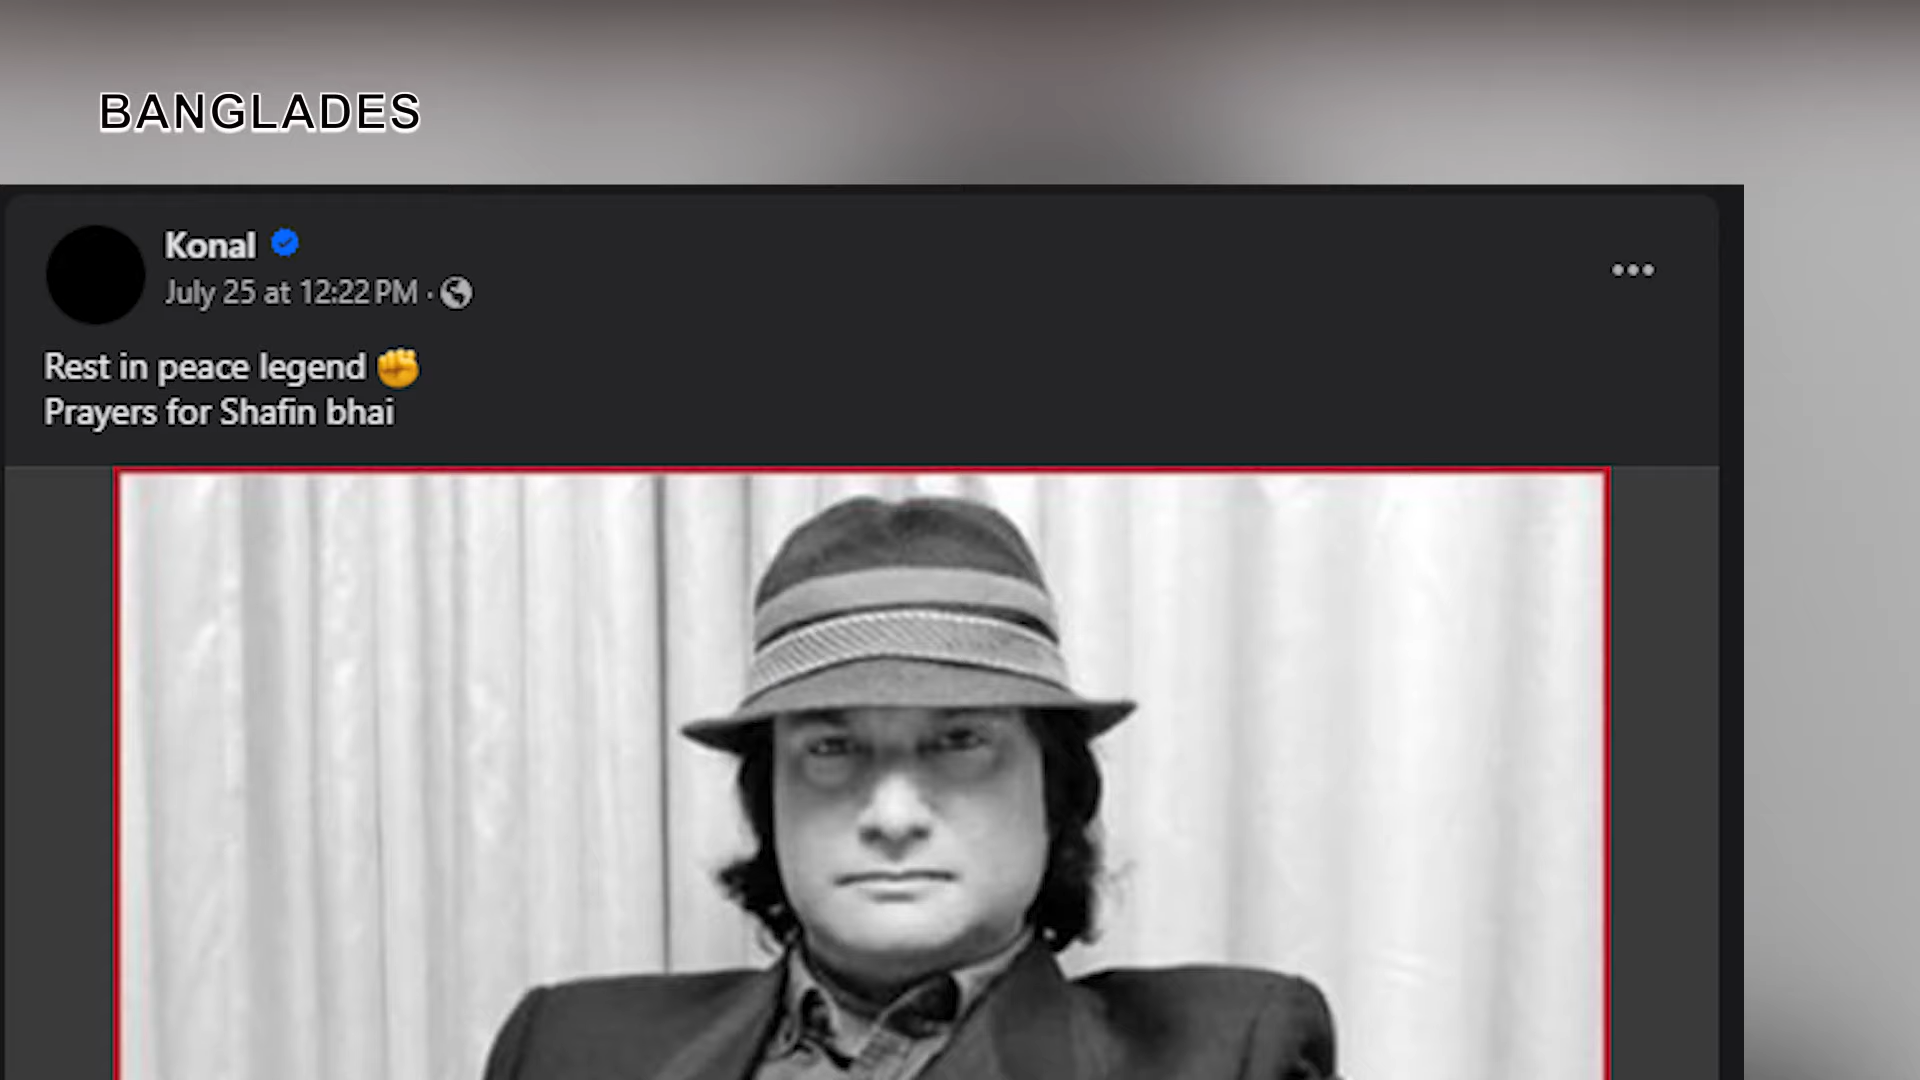 BANGLADES
Konal
July 25 at 12:22 PM ·
Rest in peace legend ✊
Prayers for Shafin bhai